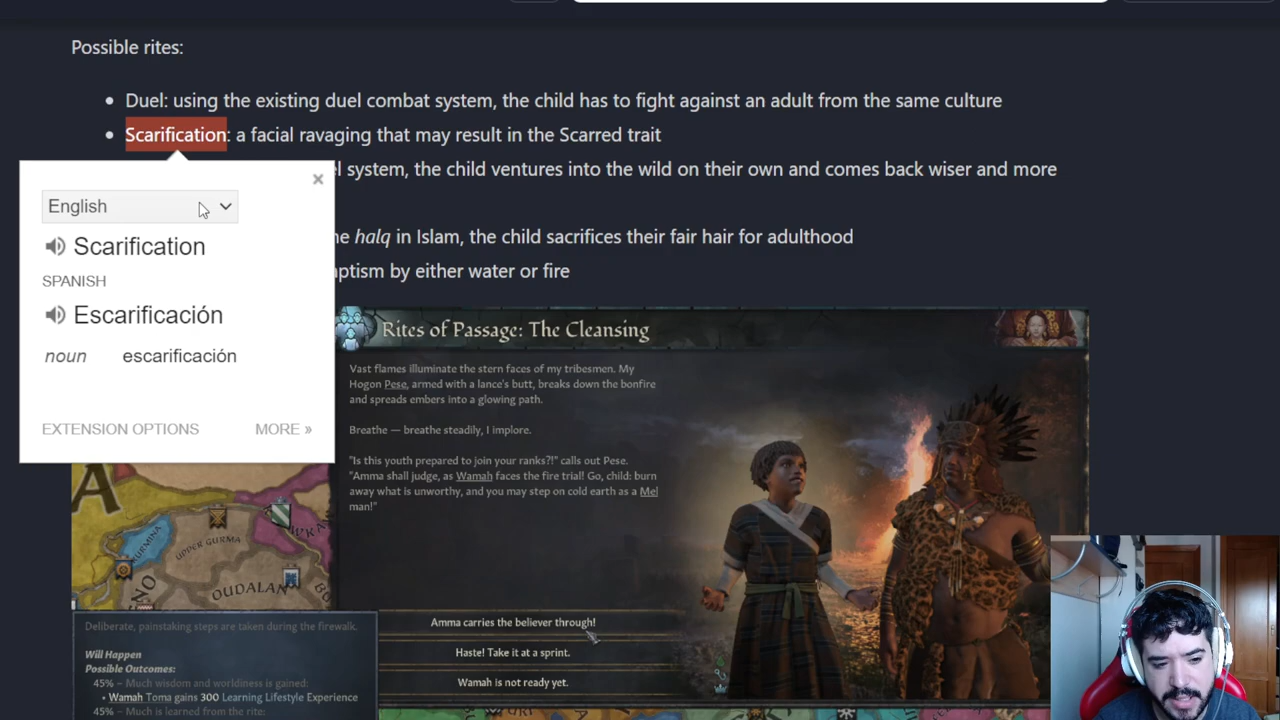 Possible rites:
• Duel: using the existing duel combat system, the child has to fight against an adult from the same culture
• Scarification: a facial ravaging that may result in the Scarred trait
el system, the child ventures into the wild on their own and comes back wiser and more
he halq in Islam, the child sacrifices their fair hair for adulthood
aptism by either water or fire
English
Scarification
SPANISH
Escarificación
noun escarificación
EXTENSION OPTIONS MORE »
Rites of Passage: The Cleansing
Vast flames illuminate the stern faces of my tribesmen. My
Hogon Pese, armed with a lance's butt, breaks down the bonfire
and spreads embers into a glowing path.
Breathe — breathe steadily, I implore.
"Is this youth prepared to join your ranks?!" calls out Pese.
"Amma shall judge, as Wamah faces the fire trial! Go, child: burn
away what is unworthy, and you may step on cold earth as a Mel
man!"
Amma carries the believer through!
Haste! Take it at a sprint.
Wamah is not ready yet.
A
GURMINA
UPPER GURMA
OUDALAN
Deliberate, painstaking steps are taken during the firewalk.
Will Happen
Possible Outcomes:
45% – Much wisdom and worldiness is gained:
• Wamah Toma gains 300 Learning Lifestyle Experience
45% – Much is learned from the rite: